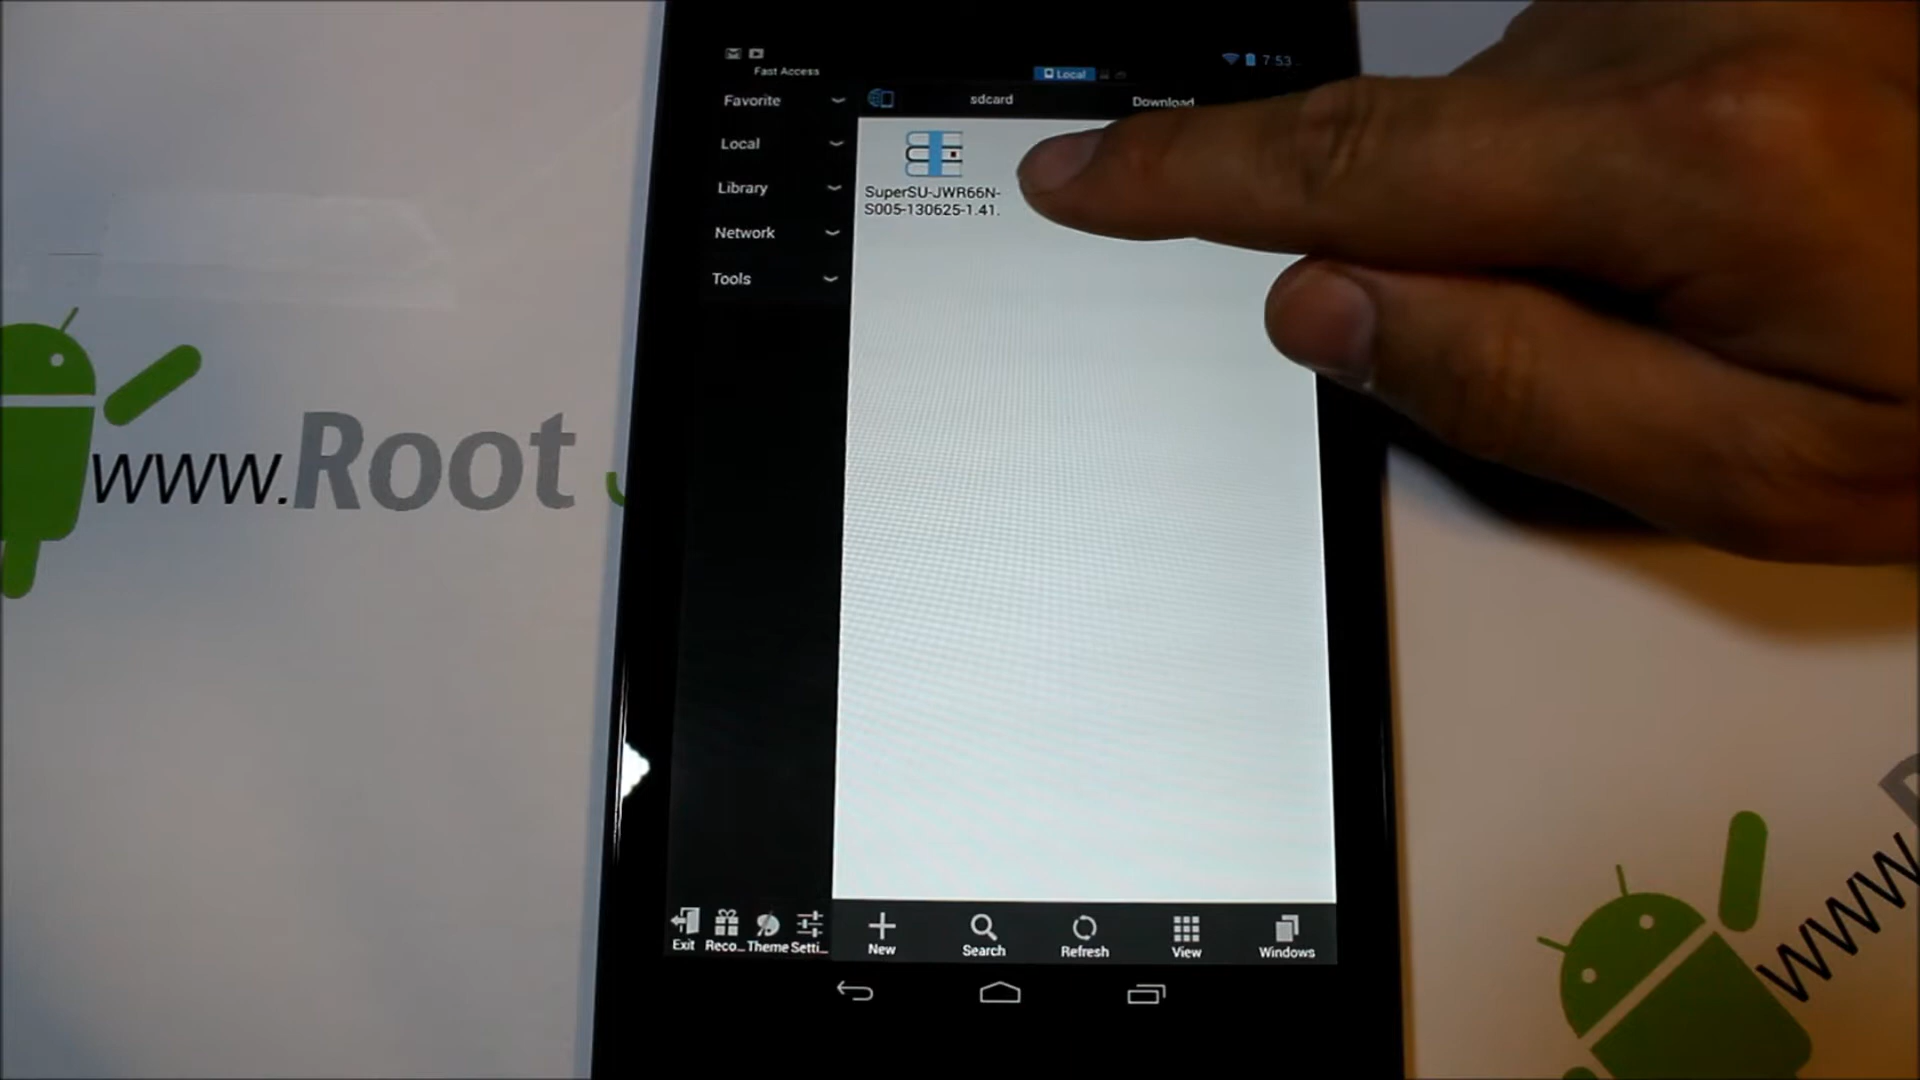 Fast Access
Local
7 53
Favorite
sdcard
Download
Local
Library
SuperSU-JWR66N-
S005-130625-1.41.
Network
Tools
www.Root
Exit
Reco...
Theme
Setti...
New
Search
Refresh
View
Windows
www